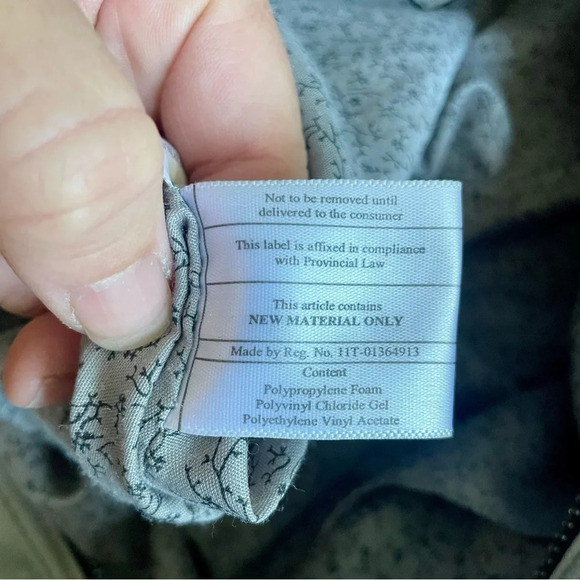 Not to be removed until
delivered to the consumer
This label is affixed in compliance
with Provincial Law
This article contains
NEW MATERIAL ONLY
Made by Reg. No. 11T-01364913
Content
Polypropylene Foam
Polyvinyl Chloride Gel
Polyethylene Vinyl Acetate